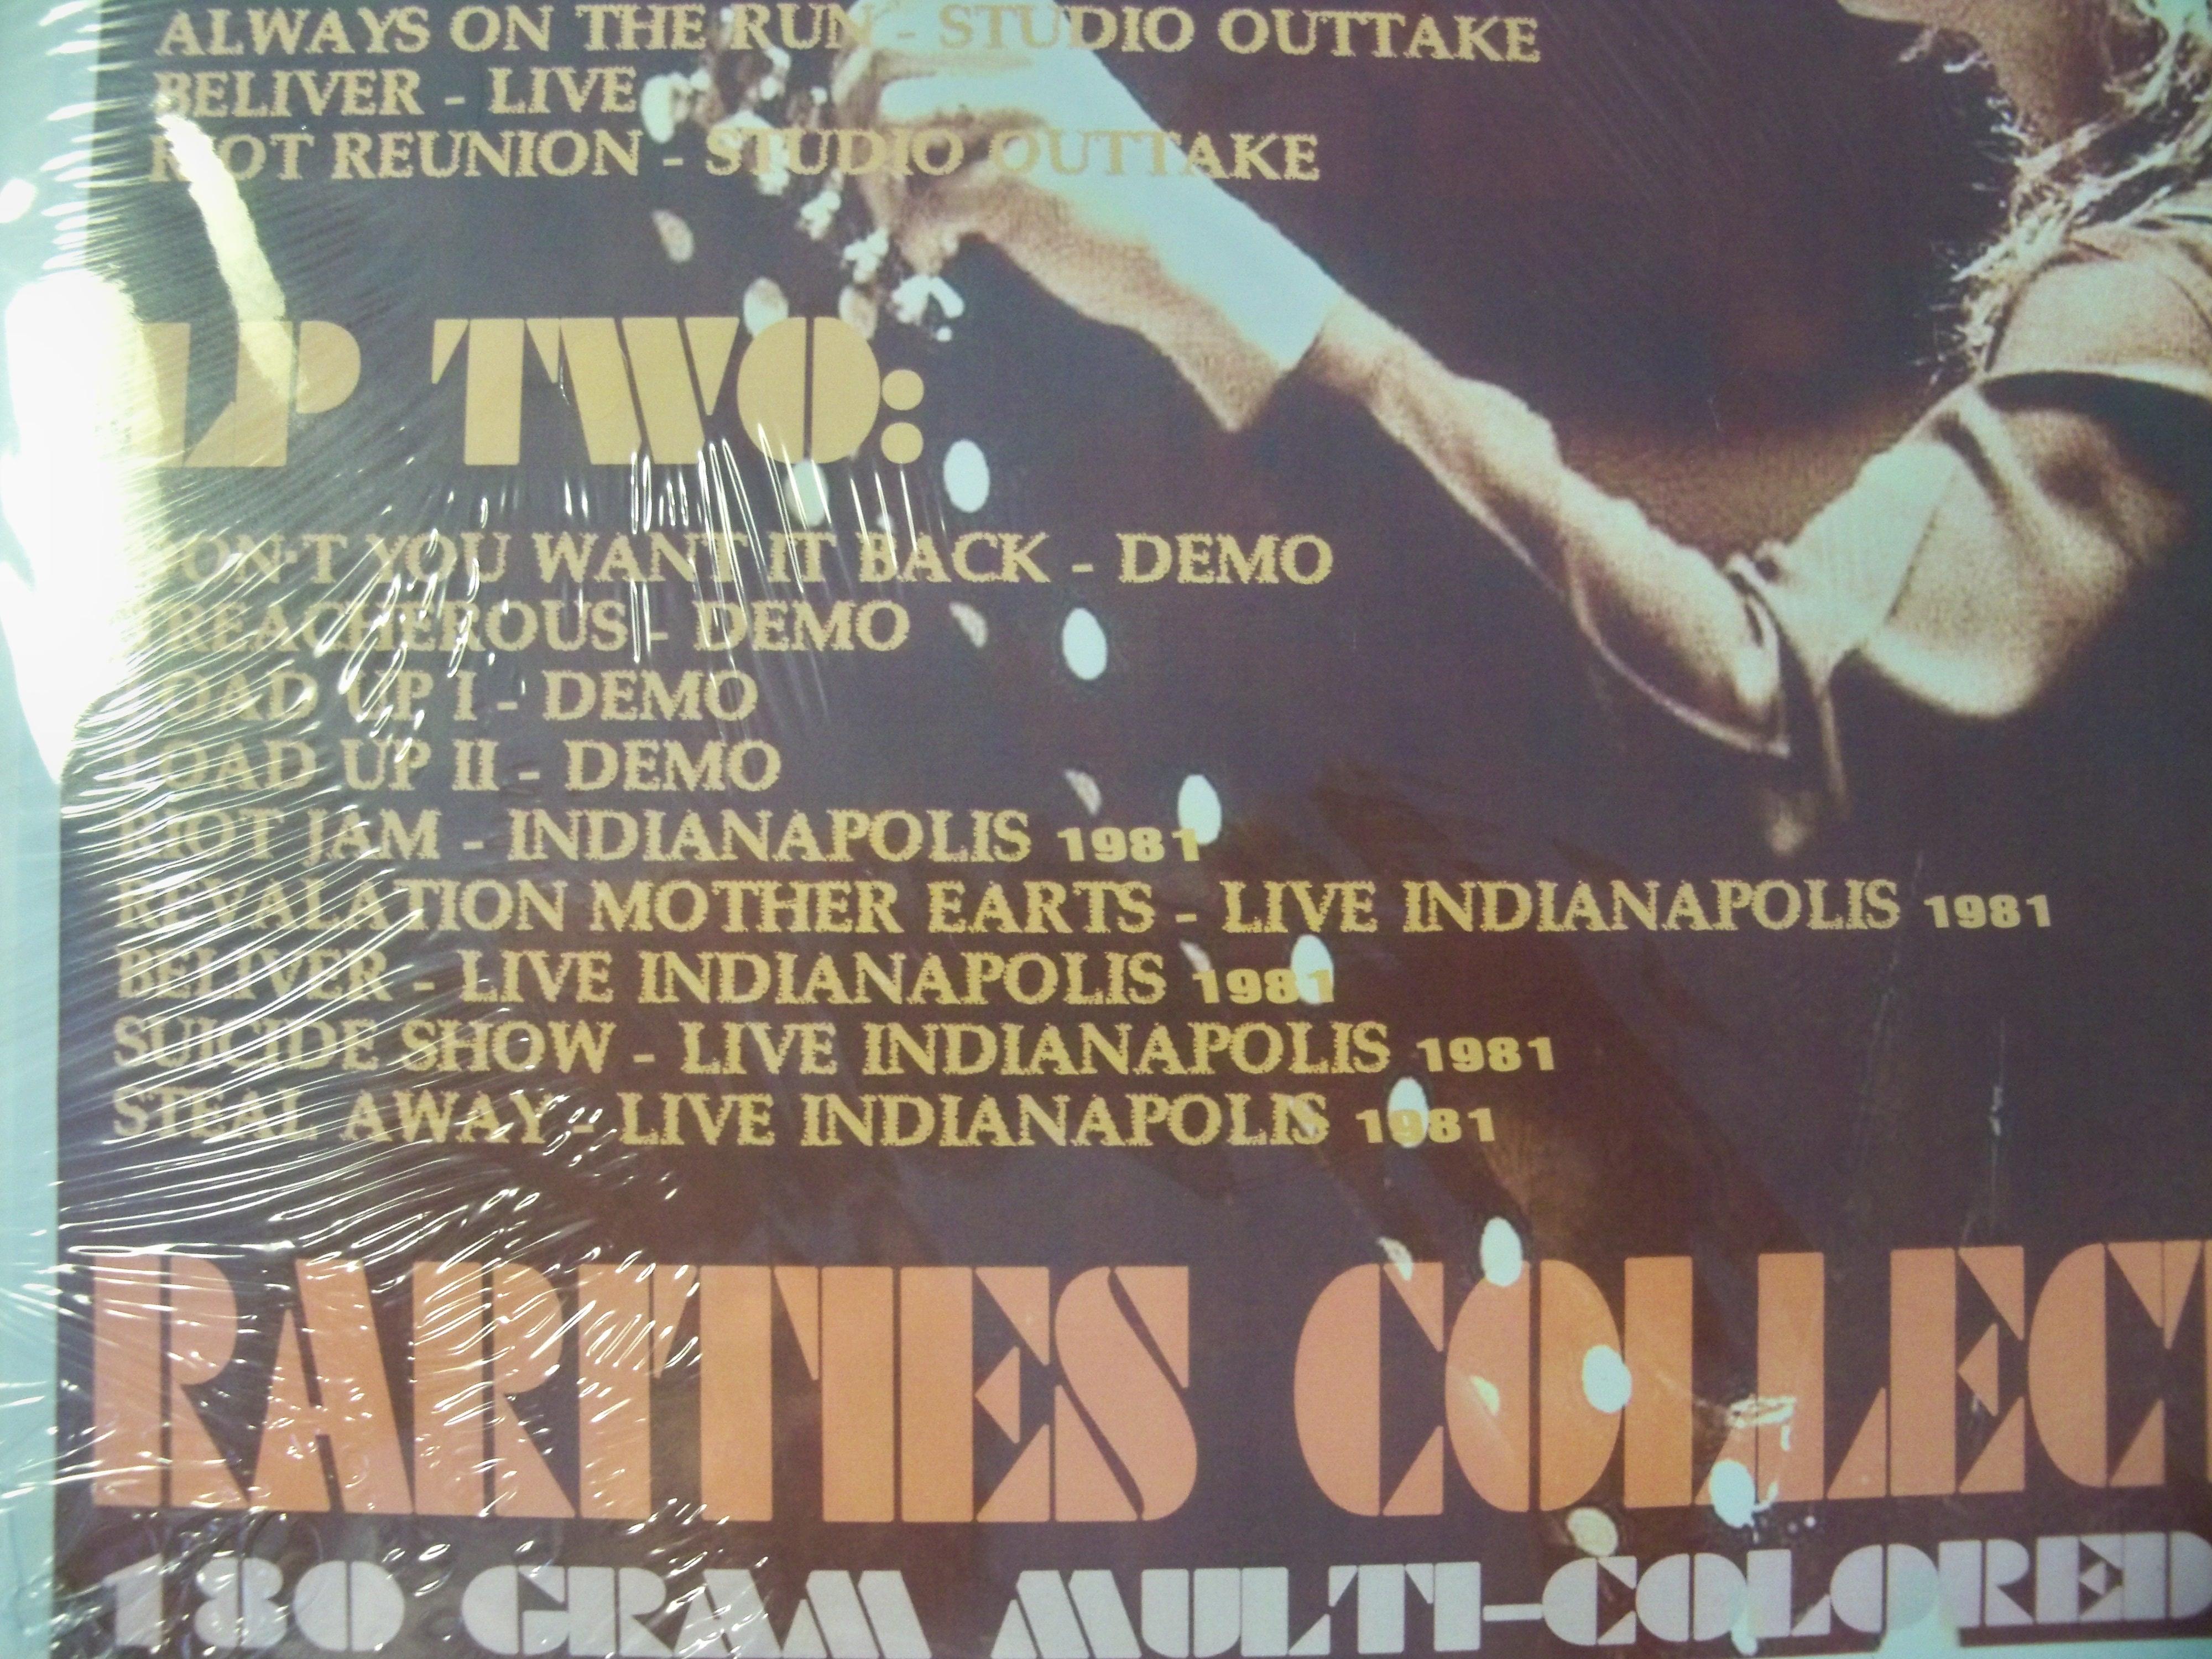 ALWAYS ON THE RUN - STUDIO OUTTAKE
BELIVER - LIVE
RIOT REUNION - STUDIO OUTTAKE
LP TWO:
DON'T YOU WANT IT BACK - DEMO
TREACHEROUS - DEMO
LOAD UP I - DEMO
LOAD UP II - DEMO
RIOT JAM - INDIANAPOLIS 1981
REVALATION MOTHER EARTS - LIVE INDIANAPOLIS 1981
BELIVER - LIVE INDIANAPOLIS 1981
SUICIDE SHOW - LIVE INDIANAPOLIS 1981
STEAL AWAY - LIVE INDIANAPOLIS 1981
RARITIES COLLECT
180 GRAM MULTI-COLORED